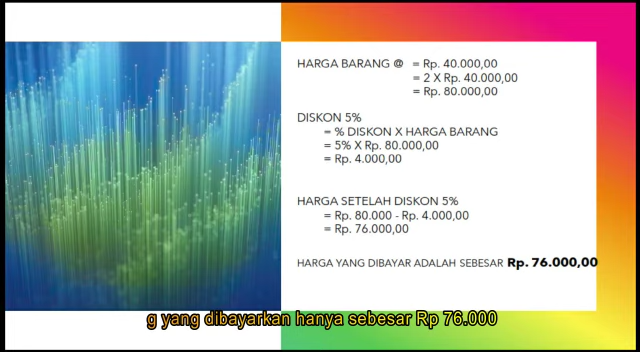 HARGA BARANG @ = Rp. 40.000,00
= 2 X Rp. 40.000,00
= Rp. 80.000,00
DISKON 5%
= % DISKON X HARGA BARANG
= 5% X Rp. 80.000,00
= Rp. 4.000,00
HARGA SETELAH DISKON 5%
= Rp. 80.000 - Rp. 4.000,00
= Rp. 76.000,00
HARGA YANG DIBAYAR ADALAH SEBESAR Rp. 76.000,00
g yang dibayarkan hanya sebesar Rp 76.000